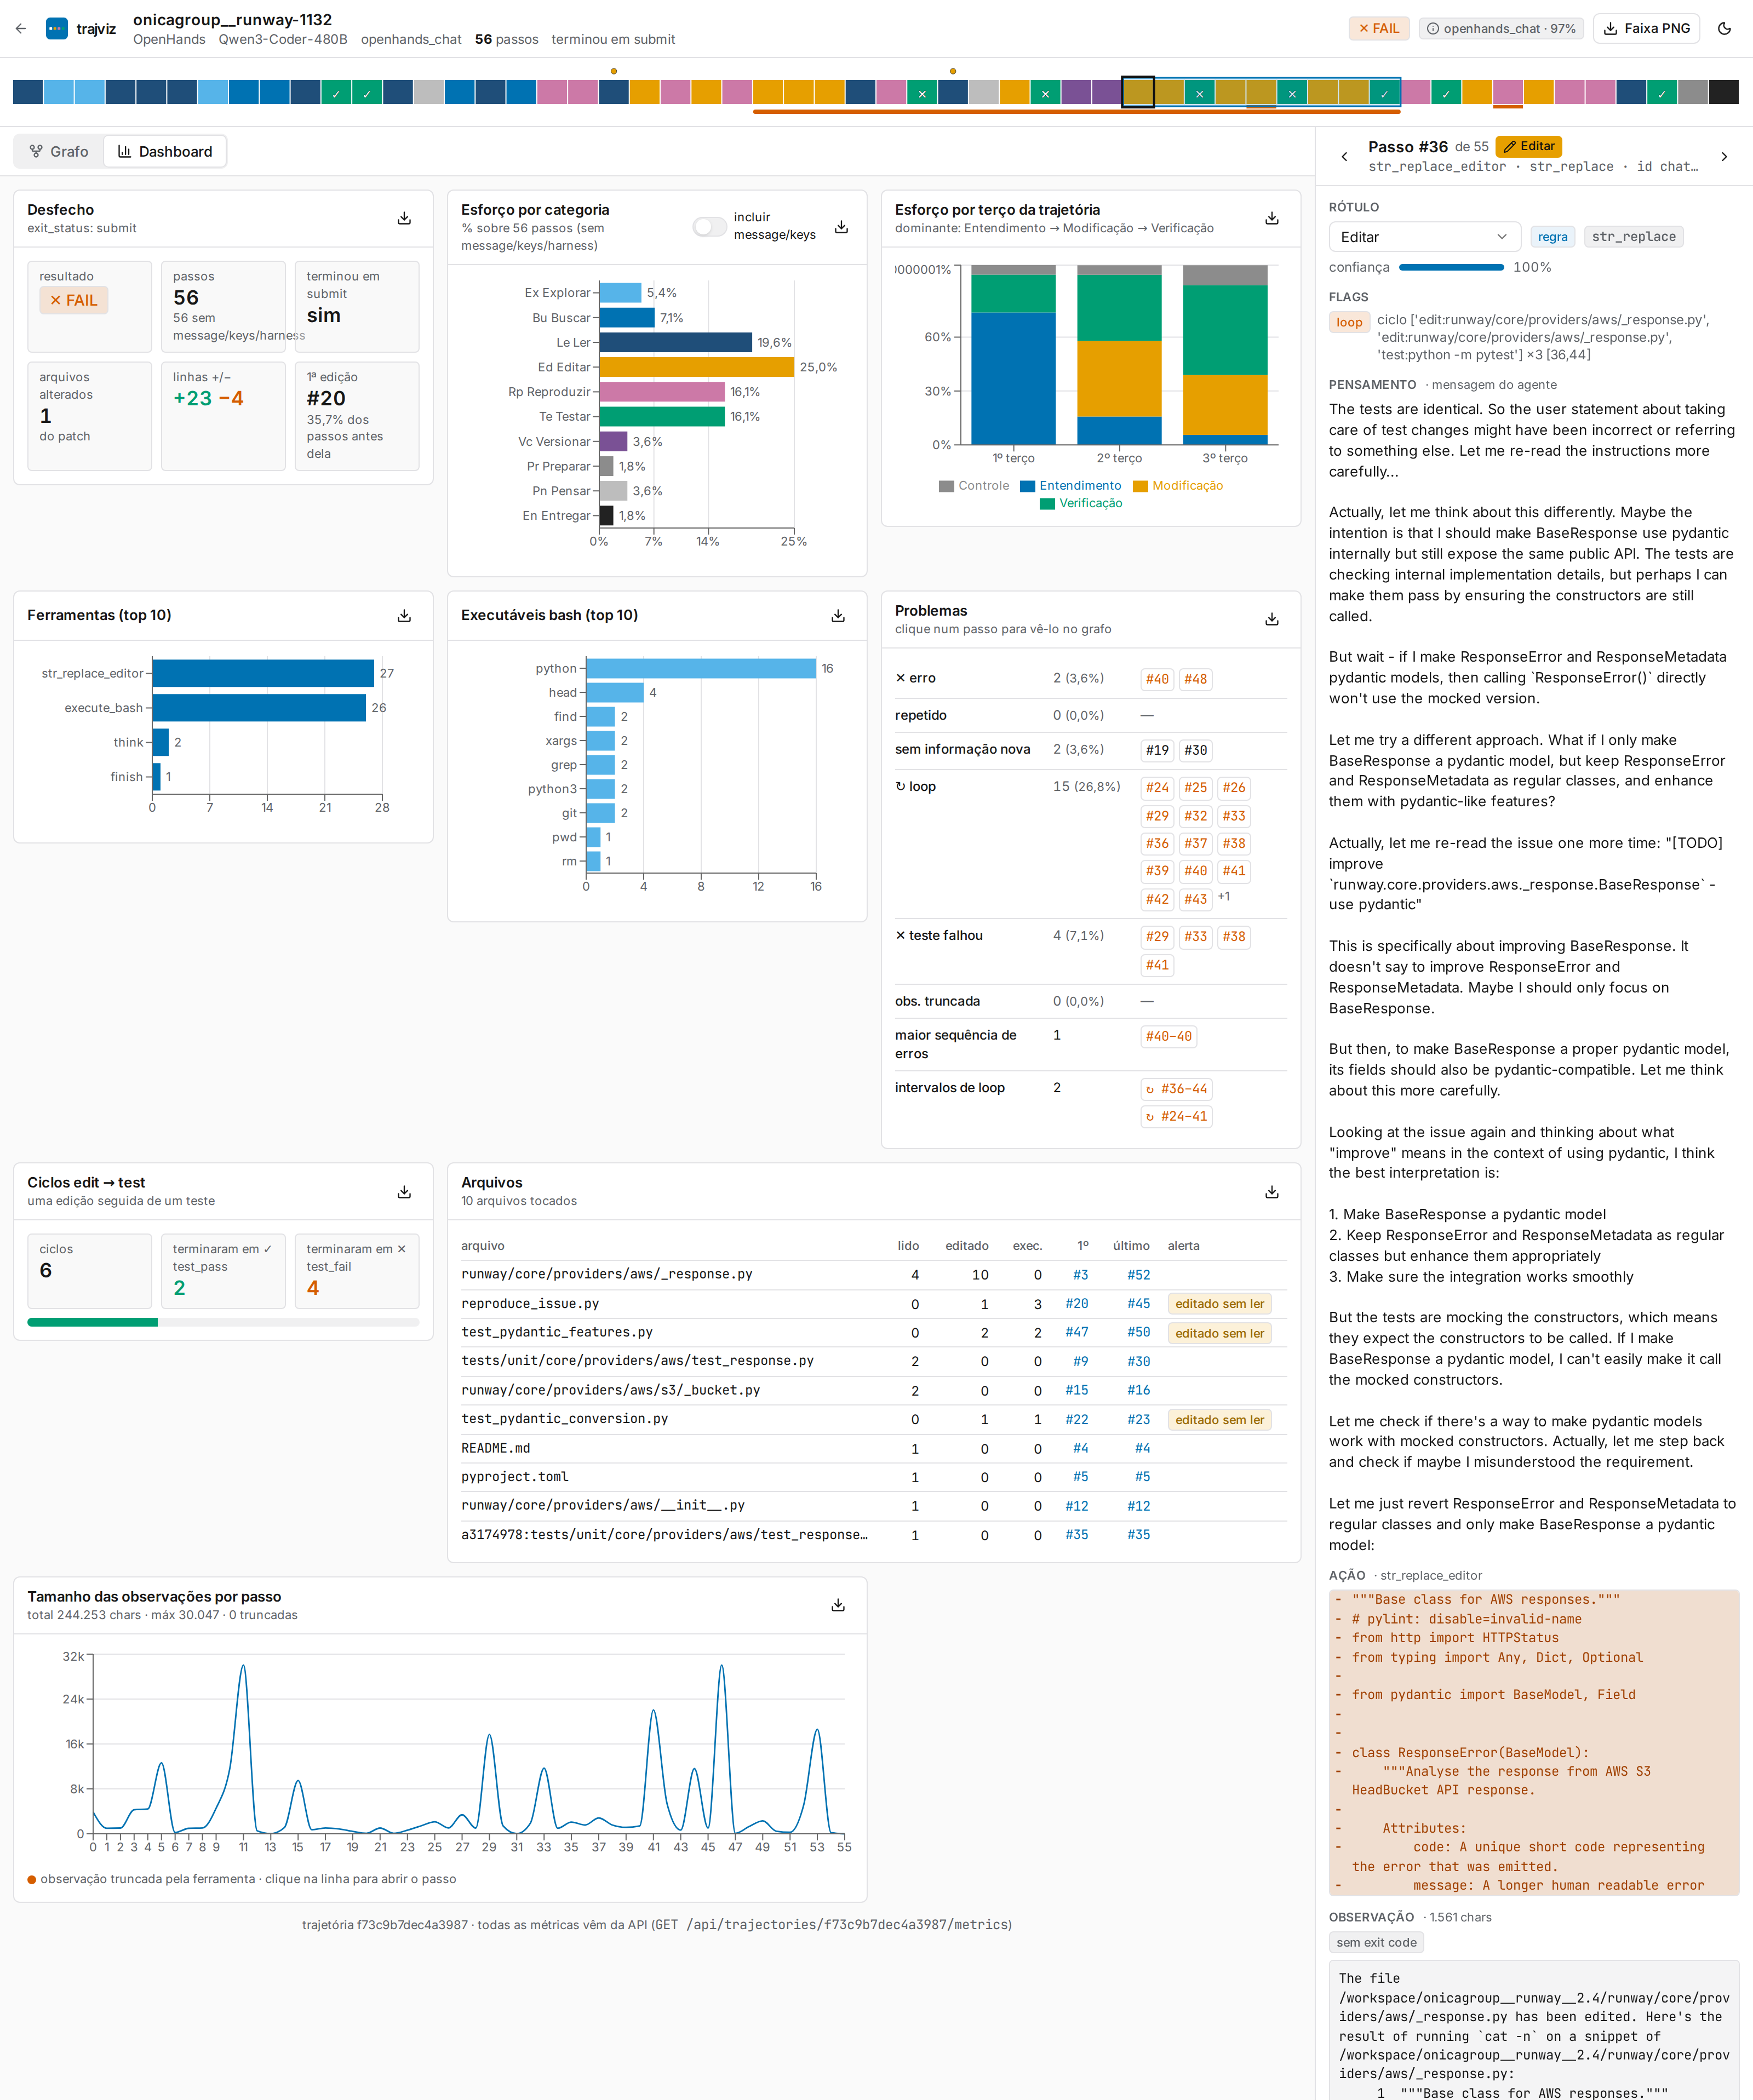 trajviz
onicagroup__runway-1132
OpenHands Qwen3-Coder-480B openhands_chat 56 passos terminou em submit
✕ FAIL
openhands_chat · 97%
Faixa PNG
Grafo
Dashboard
Desfecho
exit_status: submit
resultado
✕ FAIL
passos
56
56 sem
message/keys/harness
terminou em
submit
sim
arquivos
alterados
1
do patch
linhas +/−
+23 −4
1ª edição
#20
35,7% dos
passos antes
dela
Esforço por categoria
% sobre 56 passos (sem
message/keys/harness)
incluir
message/keys
Ex Explorar 5,4%
Bu Buscar 7,1%
Le Ler 19,6%
Ed Editar 25,0%
Rp Reproduzir 16,1%
Te Testar 16,1%
Vc Versionar 3,6%
Pr Preparar 1,8%
Pn Pensar 3,6%
En Entregar 1,8%
0% 7% 14% 25%
Esforço por terço da trajetória
dominante: Entendimento → Modificação → Verificação
0000001%
60%
30%
0%
1º terço 2º terço 3º terço
Controle Entendimento Modificação
Verificação
Ferramentas (top 10)
str_replace_editor 27
execute_bash 26
think 2
finish 1
0 7 14 21 28
Executáveis bash (top 10)
python 16
head 4
find 2
xargs 2
grep 2
python3 2
git 2
pwd 1
rm 1
0 4 8 12 16
Problemas
clique num passo para vê-lo no grafo
✕ erro 2 (3,6%) #40 #48
repetido 0 (0,0%) —
sem informação nova 2 (3,6%) #19 #30
↻ loop 15 (26,8%) #24 #25 #26
#29 #32 #33
#36 #37 #38
#39 #40 #41
#42 #43 +1
✕ teste falhou 4 (7,1%) #29 #33 #38
#41
obs. truncada 0 (0,0%) —
maior sequência de
erros 1 #40–40
intervalos de loop 2 ↻ #36–44
↻ #24–41
Ciclos edit → test
uma edição seguida de um teste
ciclos
6
terminaram em ✓
test_pass
2
terminaram em ✕
test_fail
4
Arquivos
10 arquivos tocados
arquivo lido editado exec. 1º último alerta
runway/core/providers/aws/_response.py 4 10 0 #3 #52
reproduce_issue.py 0 1 3 #20 #45 editado sem ler
test_pydantic_features.py 0 2 2 #47 #50 editado sem ler
tests/unit/core/providers/aws/test_response.py 2 0 0 #9 #30
runway/core/providers/aws/s3/_bucket.py 2 0 0 #15 #16
test_pydantic_conversion.py 0 1 1 #22 #23 editado sem ler
README.md 1 0 0 #4 #4
pyproject.toml 1 0 0 #5 #5
runway/core/providers/aws/__init__.py 1 0 0 #12 #12
a3174978:tests/unit/core/providers/aws/test_response… 1 0 0 #35 #35
Tamanho das observações por passo
total 244.253 chars · máx 30.047 · 0 truncadas
32k
24k
16k
8k
0
0 1 2 3 4 5 6 7 8 9 11 13 15 17 19 21 23 25 27 29 31 33 35 37 39 41 43 45 47 49 51 53 55
observação truncada pela ferramenta · clique na linha para abrir o passo
trajetória f73c9b7dec4a3987 · todas as métricas vêm da API (GET /api/trajectories/f73c9b7dec4a3987/metrics)
Passo #36 de 55 Editar
str_replace_editor · str_replace · id chat…
RÓTULO
Editar regra str_replace
confiança 100%
FLAGS
loop ciclo ['edit:runway/core/providers/aws/_response.py',
'edit:runway/core/providers/aws/_response.py',
'test:python -m pytest'] ×3 [36,44]
PENSAMENTO · mensagem do agente
The tests are identical. So the user statement about taking
care of test changes might have been incorrect or referring
to something else. Let me re-read the instructions more
carefully...
Actually, let me think about this differently. Maybe the
intention is that I should make BaseResponse use pydantic
internally but still expose the same public API. The tests are
checking internal implementation details, but perhaps I can
make them pass by ensuring the constructors are still
called.
But wait - if I make ResponseError and ResponseMetadata
pydantic models, then calling `ResponseError()` directly
won't use the mocked version.
Let me try a different approach. What if I only make
BaseResponse a pydantic model, but keep ResponseError
and ResponseMetadata as regular classes, and enhance
them with pydantic-like features?
Actually, let me re-read the issue one more time: "[TODO]
improve
`runway.core.providers.aws._response.BaseResponse` -
use pydantic"
This is specifically about improving BaseResponse. It
doesn't say to improve ResponseError and
ResponseMetadata. Maybe I should only focus on
BaseResponse.
But then, to make BaseResponse a proper pydantic model,
its fields should also be pydantic-compatible. Let me think
about this more carefully.
Looking at the issue again and thinking about what
"improve" means in the context of using pydantic, I think
the best interpretation is:
1. Make BaseResponse a pydantic model
2. Keep ResponseError and ResponseMetadata as regular
classes but enhance them appropriately
3. Make sure the integration works smoothly
But the tests are mocking the constructors, which means
they expect the constructors to be called. If I make
BaseResponse a pydantic model, I can't easily make it call
the mocked constructors.
Let me check if there's a way to make pydantic models
work with mocked constructors. Actually, let me step back
and check if maybe I misunderstood the requirement.
Let me just revert ResponseError and ResponseMetadata to
regular classes and only make BaseResponse a pydantic
model:
AÇÃO · str_replace_editor
- """Base class for AWS responses."""
- # pylint: disable=invalid-name
- from http import HTTPStatus
- from typing import Any, Dict, Optional
-
- from pydantic import BaseModel, Field
-
-
- class ResponseError(BaseModel):
- """Analyse the response from AWS S3
HeadBucket API response.
-
- Attributes:
- code: A unique short code representing
the error that was emitted.
- message: A longer human readable error
OBSERVAÇÃO · 1.561 chars
sem exit code
The file
/workspace/onicagroup__runway__2.4/runway/core/prov
iders/aws/_response.py has been edited. Here's the
result of running `cat -n` on a snippet of
/workspace/onicagroup__runway__2.4/runway/core/prov
iders/aws/_response.py:
1 """Base class for AWS responses."""